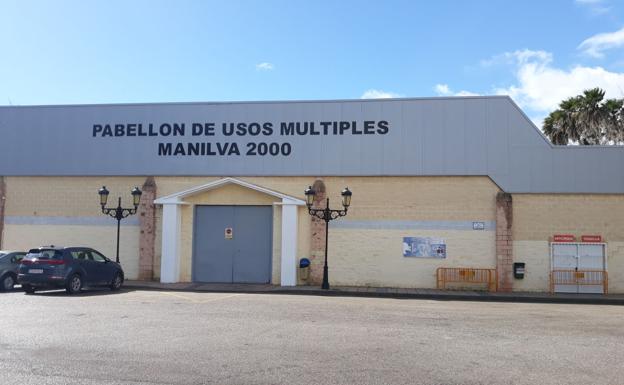 PABELLON DE USOS MULTIPLES
MANILVA 2000